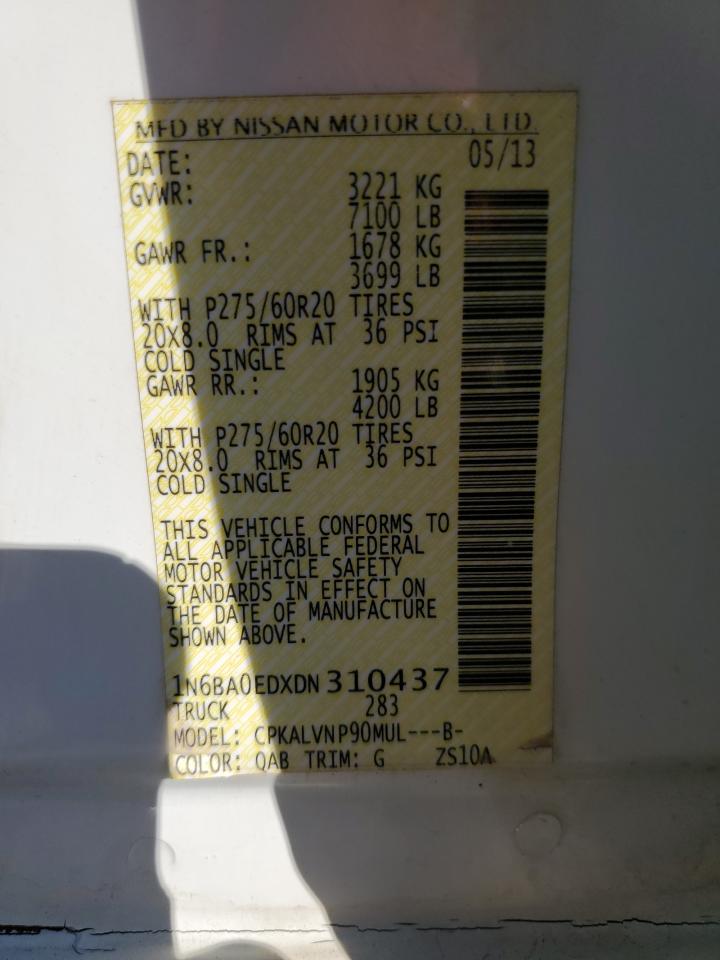 MFD BY NISSAN MOTOR CO., LTD.
DATE: 05/13
GVWR: 3221 KG
7100 LB
GAWR FR.: 1678 KG
3699 LB
WITH P275/60R20 TIRES
20X8.0 RIMS AT 36 PSI
COLD SINGLE
GAWR RR.: 1905 KG
4200 LB
WITH P275/60R20 TIRES
20X8.0 RIMS AT 36 PSI
COLD SINGLE
THIS VEHICLE CONFORMS TO
ALL APPLICABLE FEDERAL
MOTOR VEHICLE SAFETY
STANDARDS IN EFFECT ON
THE DATE OF MANUFACTURE
SHOWN ABOVE.
1N6BA0EDXDN310437
TRUCK 283
MODEL: CPKALVNP90MUL---B-
COLOR: QAB TRIM: G ZS10A